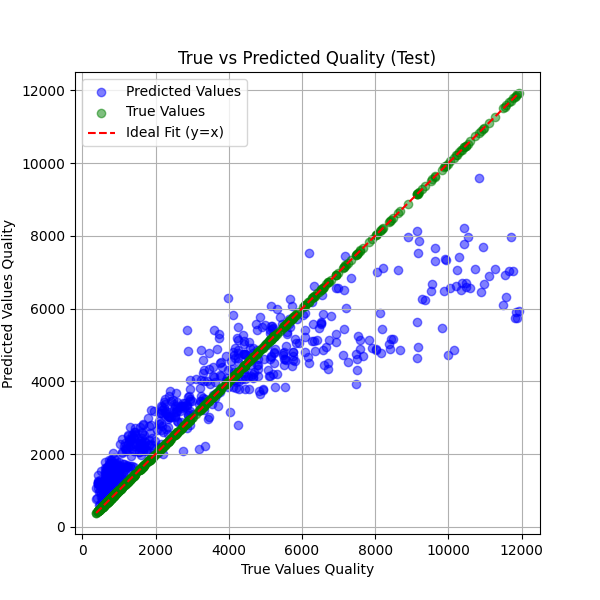 True vs Predicted Quality (Test)
Predicted Values
True Values
Ideal Fit (y=x)
12000
10000
8000
6000
4000
2000
0
Predicted Values Quality
0 2000 4000 6000 8000 10000 12000
True Values Quality